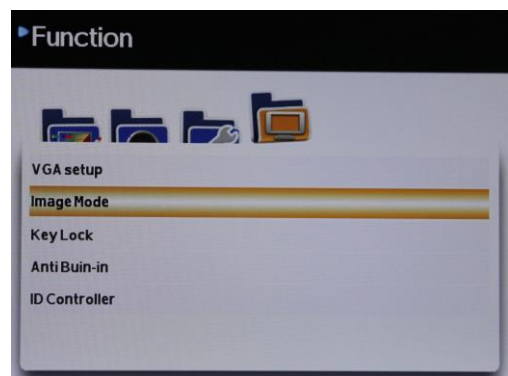 Function
VGA setup
Image Mode
Key Lock
Anti Buin-in
ID Controller